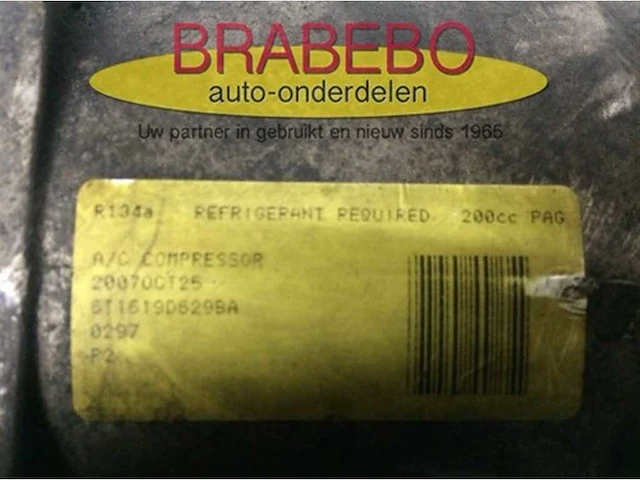 BRABEBO
auto-onderdelen
Uw partner in gebruikt en nieuw sinds 1965
R134a REFRIGERANT REQUIRED 200cc PAG
A/C COMPRESSOR
2007OCT25
6T1619D629BA
0297
P2